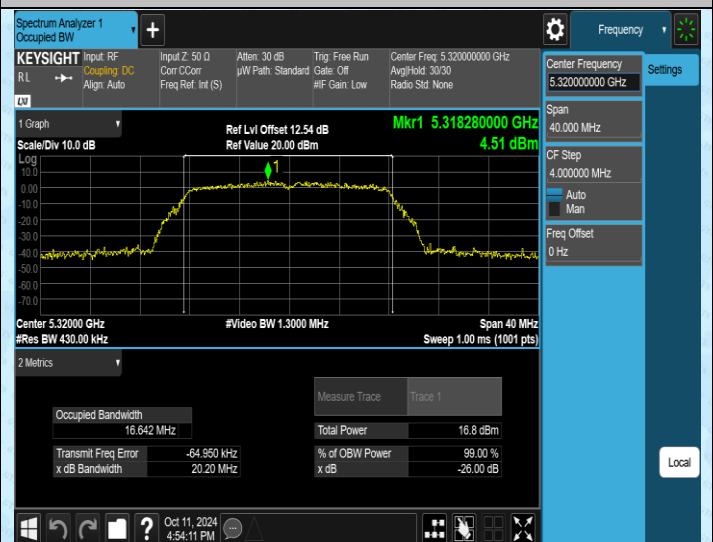 Spectrum Analyzer 1
Occupied BW
Frequency
KEYSIGHT
Input: RF
Coupling: DC
Align: Auto
Input Z: 50 Ω
Corr CCorr
Freq Ref: Int (S)
Atten: 30 dB
µW Path: Standard
Trig: Free Run
Gate: Off
#IF Gain: Low
Center Freq: 5.320000000 GHz
Avg|Hold: 30/30
Radio Std: None
RL
LXI
Center Frequency
5.320000000 GHz
Settings
Span
40.000 MHz
CF Step
4.000000 MHz
Auto
Man
Freq Offset
0 Hz
1 Graph
Scale/Div 10.0 dB
Ref Lvl Offset 12.54 dB
Ref Value 20.00 dBm
Mkr1 5.318280000 GHz
4.51 dBm
Log
10.0
0.00
-10.0
-20.0
-30.0
-40.0
-50.0
-60.0
-70.0
1
Center 5.32000 GHz
#Res BW 430.00 kHz
#Video BW 1.3000 MHz
Span 40 MHz
Sweep 1.00 ms (1001 pts)
2 Metrics
Measure Trace
Trace 1
Occupied Bandwidth
16.642 MHz
Total Power
16.8 dBm
Transmit Freq Error
-64.950 kHz
% of OBW Power
99.00 %
x dB Bandwidth
20.20 MHz
x dB
-26.00 dB
Local
?
Oct 11, 2024
4:54:11 PM